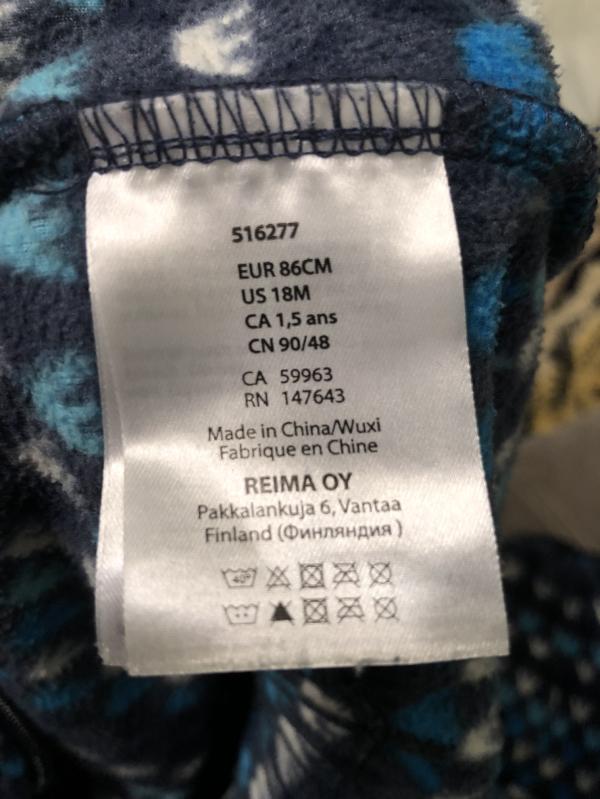 516277
EUR 86CM
US 18M
CA 1,5 ans
CN 90/48
CA 59963
RN 147643
Made in China/Wuxi
Fabrique en Chine
REIMA OY
Pakkalankuja 6, Vantaa
Finland (Финляндия )
40°